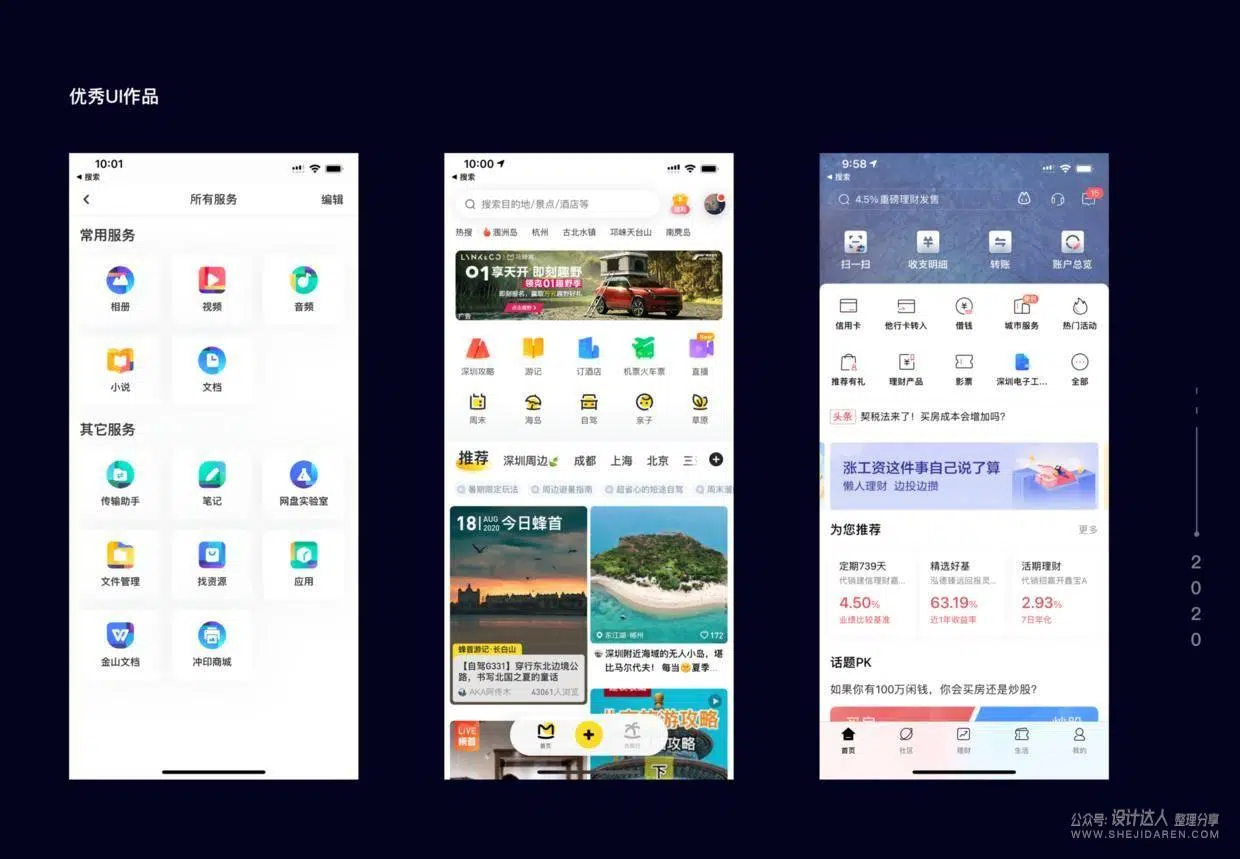 优秀UI作品
10:01
搜索
所有服务
编辑
常用服务
相册
视频
音频
小说
文档
其它服务
传输助手
笔记
网盘实验室
文件管理
找资源
应用
金山文档
冲印商城
10:00
搜索
搜索目的地/景点/酒店等
热搜 涠洲岛 杭州 古北水镇 邛崃天台山 南麂岛
LYNK&CO
01享天开 即刻趣野
领克01趣野季
广告
深圳攻略 游记 订酒店 机票火车票 直播
周末 海岛 自驾 亲子 草原
推荐 深圳周边 成都 上海 北京 三
暑期限定玩法 周边避暑指南 超省心的短途自驾 周末
18 AUG 2020 今日蜂首
蜂首游记·长白山
【自驾G331】穿行东北边境公
路，书写北国之夏的童话
AKA阿佟木 43061人浏览
东江湖·郴州 172
深圳附近海域的无人小岛，堪
比马尔代夫！每当夏季...
LIVE
榜首
游攻略
攻略
下
首页
9:58
搜索
4.5%重磅理财发售
15
扫一扫 收支明细 转账 账户总览
信用卡 他行卡转入 借钱 城市服务 热门活动
推荐有礼 理财产品 影票 深圳电子工... 全部
头条 契税法来了！买房成本会增加吗？
涨工资这件事自己说了算
懒人理财 边投边攒
为您推荐
更多
定期739天
代销建信理财嘉...
4.50%
业绩比较基准
精选好基
泓德臻远回报灵...
63.19%
近1年收益率
活期理财
代销招赢开鑫宝A
2.93%
7日年化
话题PK
如果你有100万闲钱，你会买房还是炒股？
买房
炒股
首页 社区 理财 生活 我的
2
0
2
0
公众号: 设计达人 整理分享
WWW.SHEJIDAREN.COM